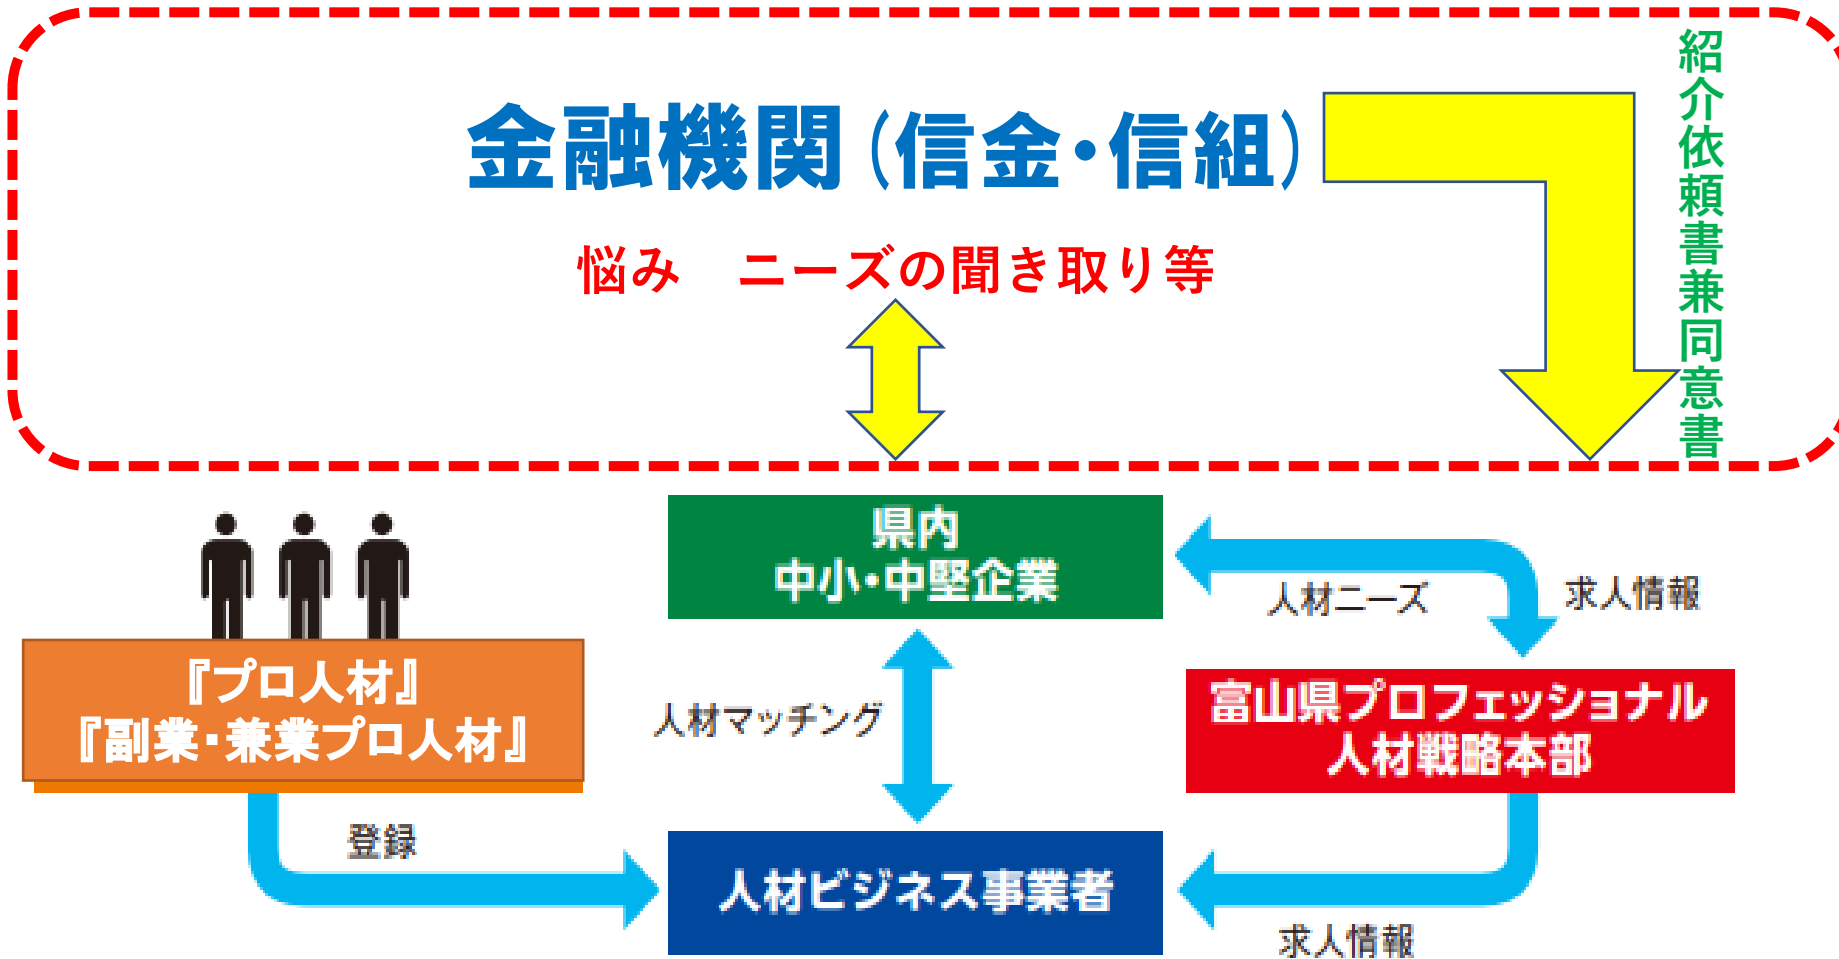 金融機関（信金・信組）
紹介依頼書兼同意書
悩み　ニーズの聞き取り等
県内
中小・中堅企業
人材ニーズ
求人情報
『プロ人材』
『副業・兼業プロ人材』
人材マッチング
富山県プロフェッショナル
人材戦略本部
登録
人材ビジネス事業者
求人情報